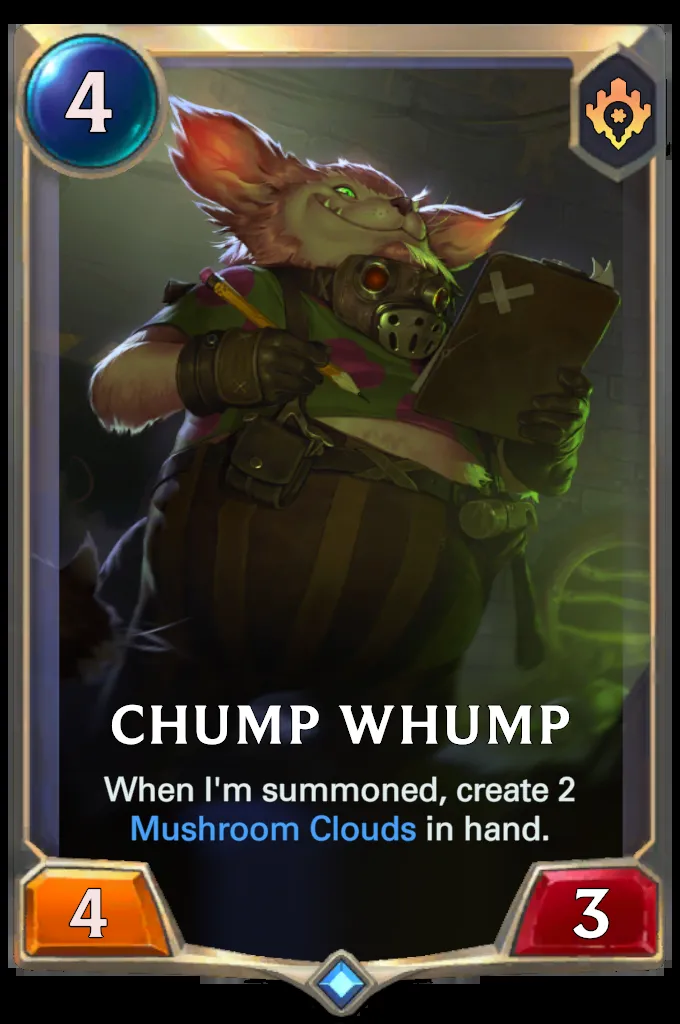 4
CHUMP WHUMP
When I'm summoned, create 2
Mushroom Clouds in hand.
4
3